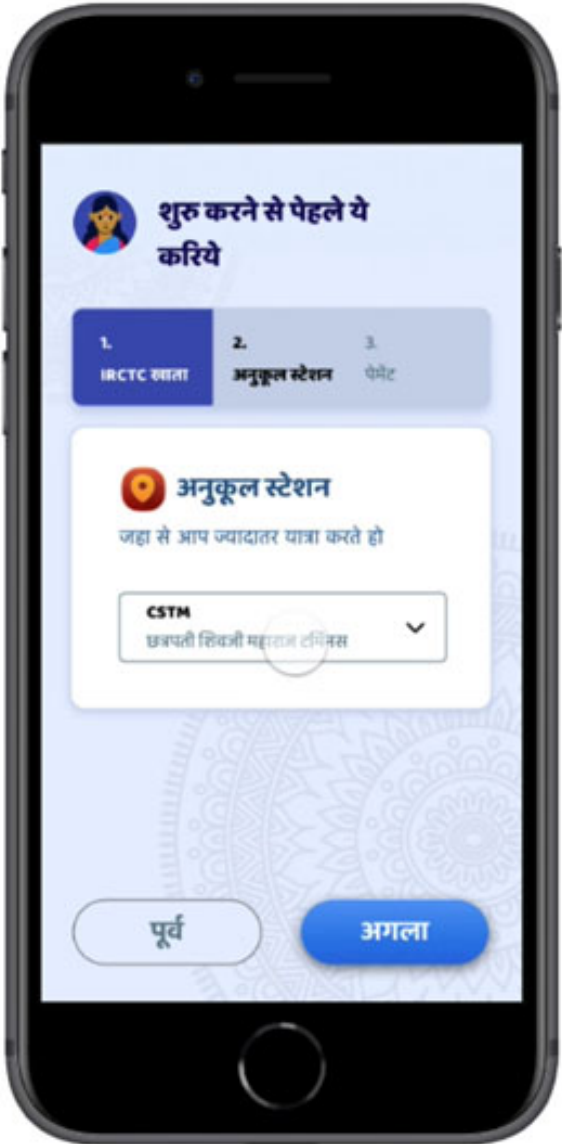 शुरु करने से पेहले ये
करिये
1.
2.
3.
IRCTC खाता
अनुकूल स्टेशन
पेमेंट
अनुकूल स्टेशन
जहा से आप ज्यादातर यात्रा करते हो
CSTM
छत्रपती शिवजी महाराज टर्मिनस
पूर्व
अगला